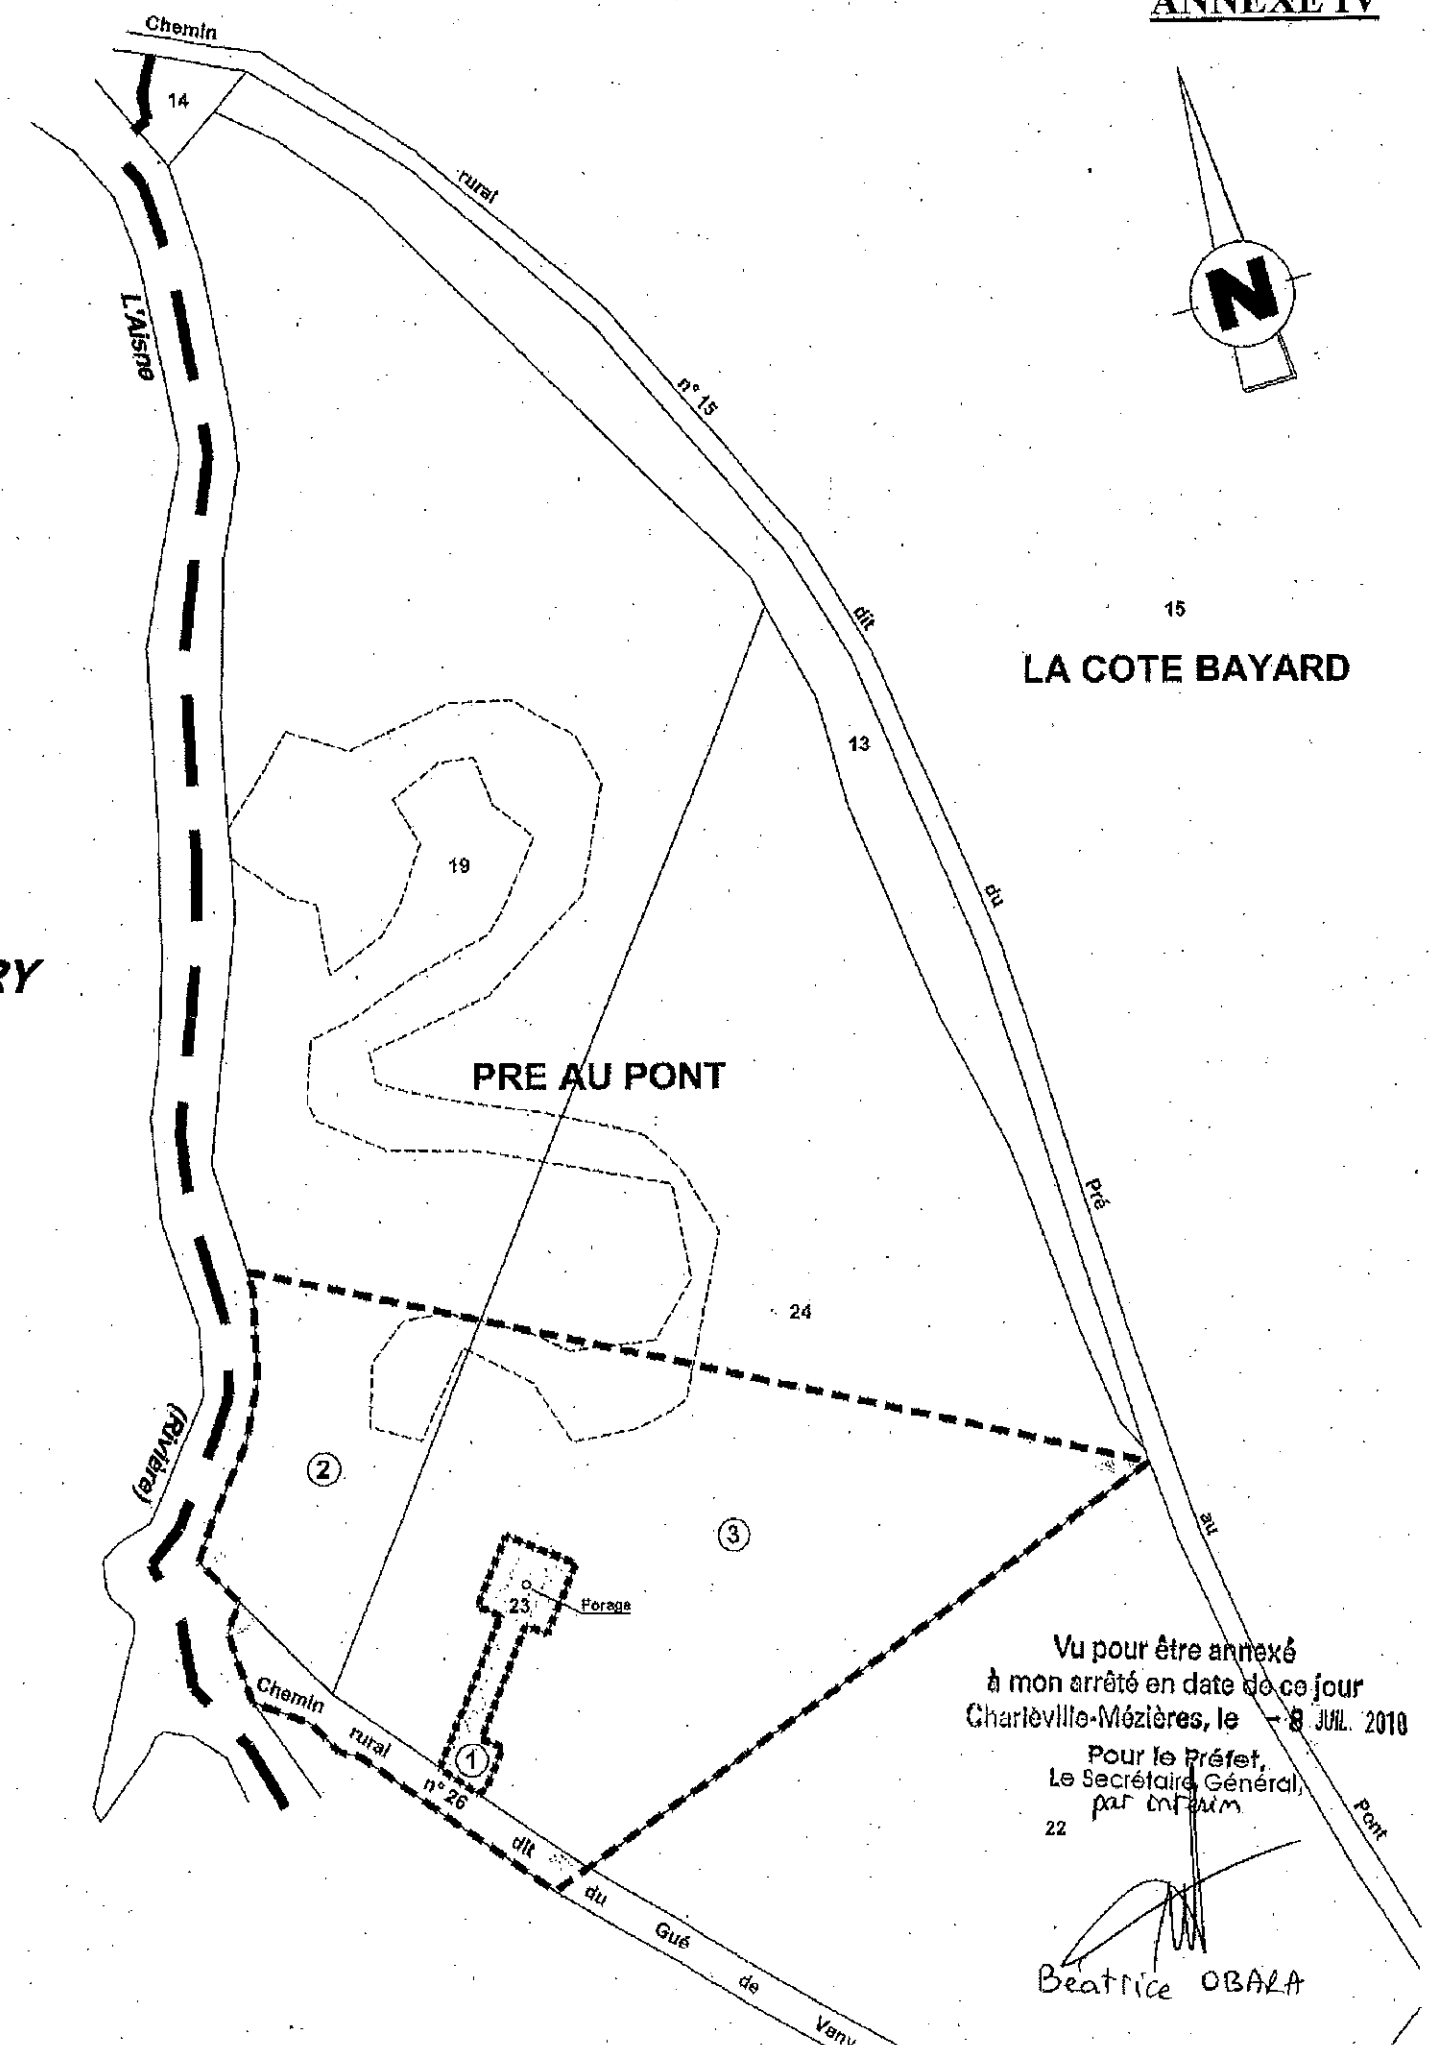 ANNEXE IV
Chemin
14
rural
N
L'Aisne
n° 15
dit
15
LA COTE BAYARD
13
19
du
RY
PRE AU PONT
Pré
24
(Rivière)
2
3
au
23
Forage
Vu pour être annexé
à mon arrêté en date de ce jour
Charleville-Mézières, le - 8 JUIL. 2010
Chemin
rural
1
n° 26
Pour le Préfet,
Le Secrétaire Général,
par intérim
22
Pont
dit
du
Gué
de
Vany
Béatrice OBARA